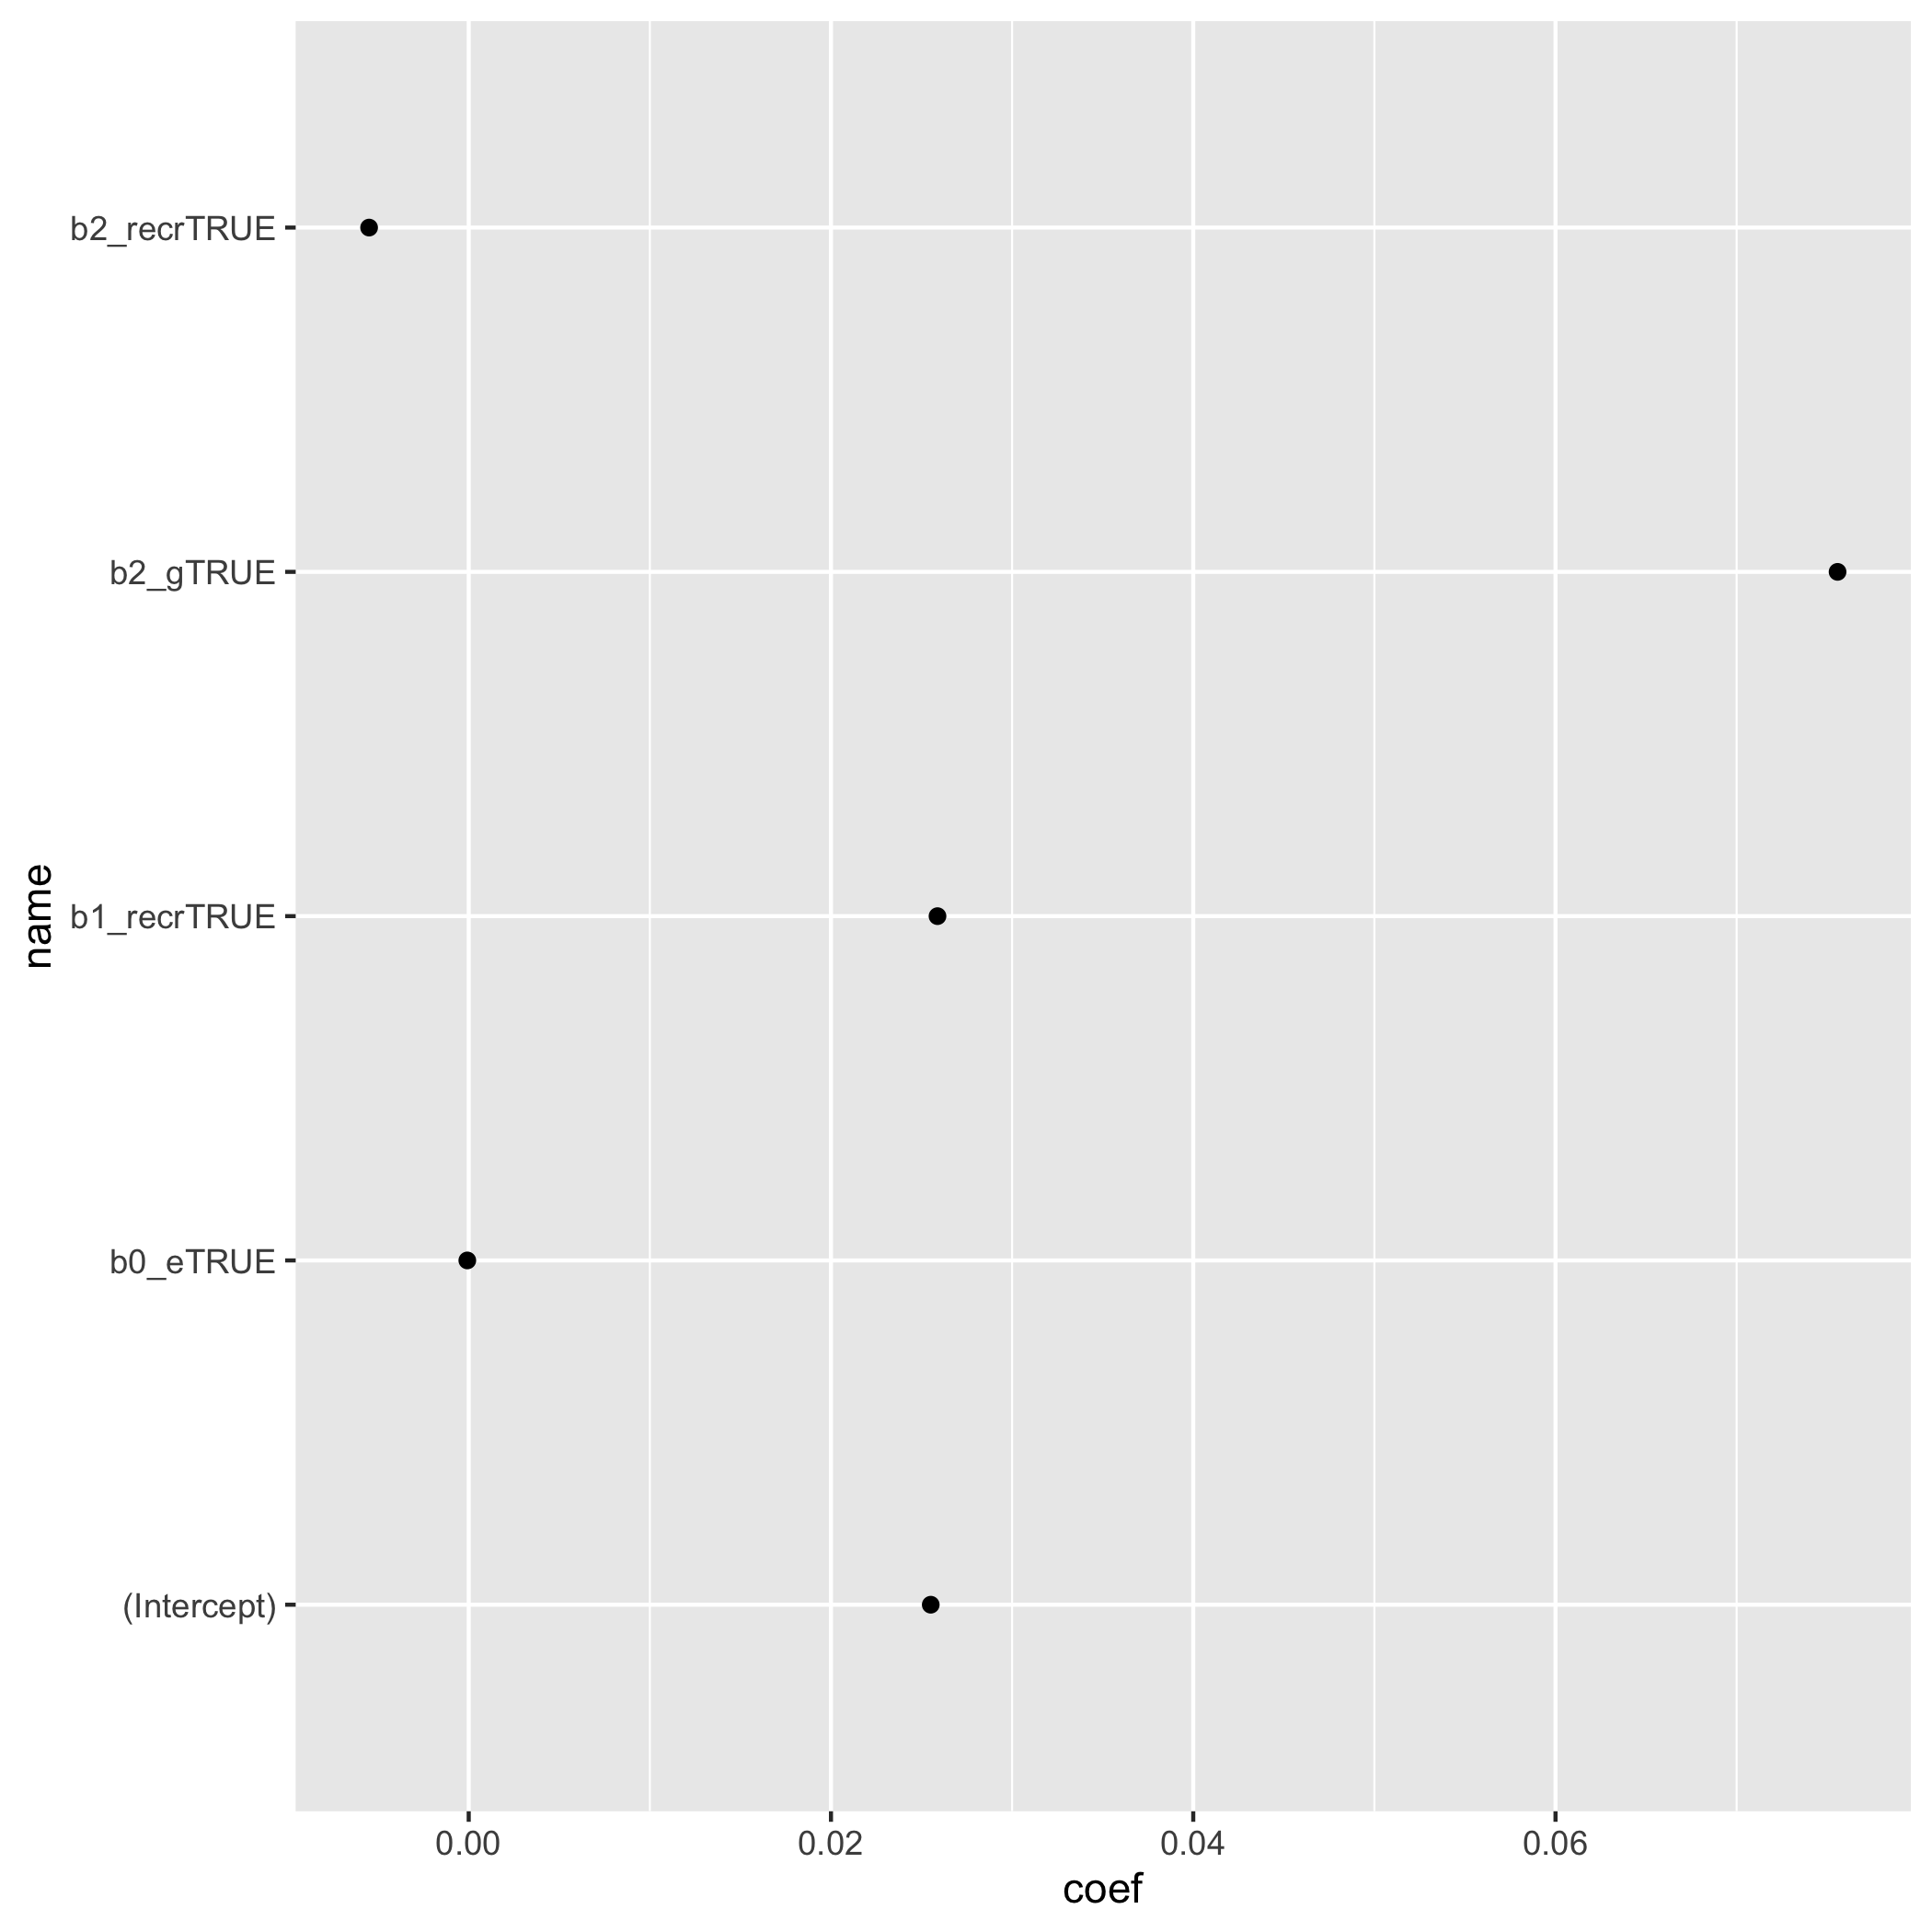 b2_recrTRUE
b2_gTRUE
b1_recrTRUE
b0_eTRUE
(Intercept)
name
0.00 0.02 0.04 0.06
coef